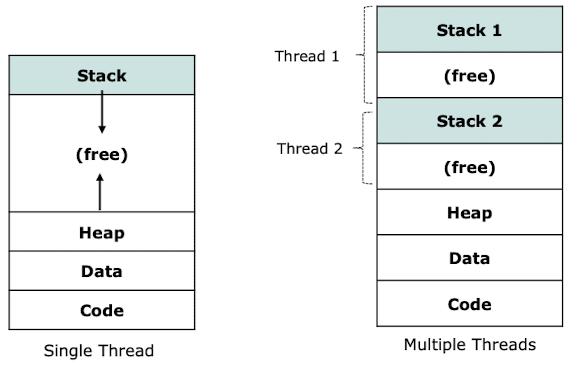 Stack
(free)
Heap
Data
Code
Single Thread
Thread 1
Thread 2
Stack 1
(free)
Stack 2
(free)
Heap
Data
Code
Multiple Threads